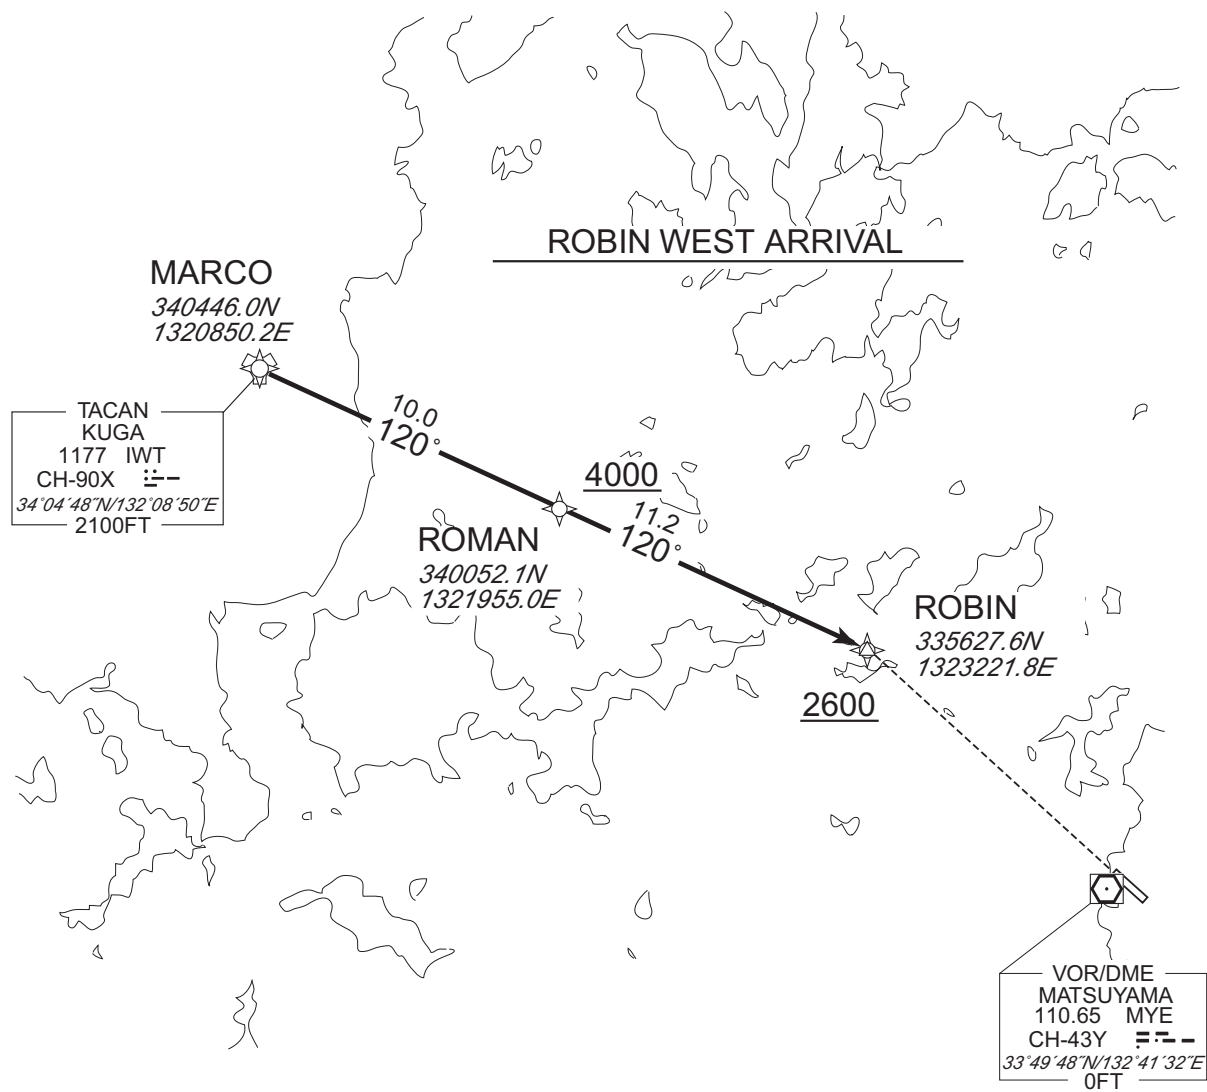 ROBIN WEST ARRIVAL
MARCO
340446.0N
1320850.2E
TACAN
KUGA
1177 IWT
CH-90X
34°04´48˝N/132°08´50˝E
2100FT
10.0
120°
4000
ROMAN
340052.1N
1321955.0E
11.2
120°
ROBIN
335627.6N
1323221.8E
2600
VOR/DME
MATSUYAMA
110.65 MYE
CH-43Y
33°49´48˝N/132°41´32˝E
0FT